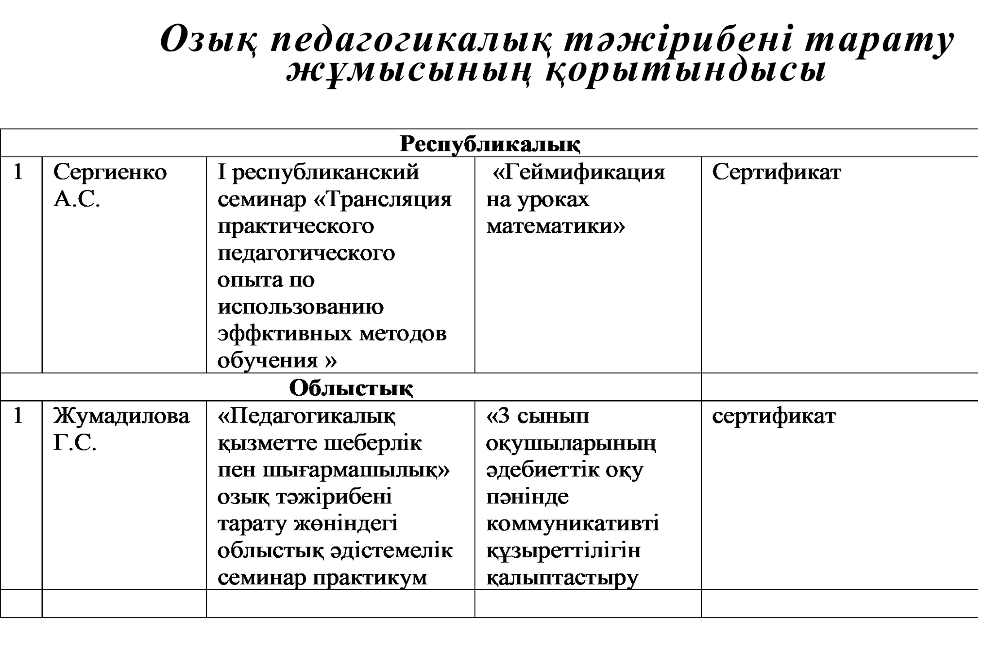 Озық педагогикалық тәжірибені тарату
жұмысының қорытындысы
Республикалық
1
Сергиенко
А.С.
I республиканский
семинар «Трансляция
практического
педагогического
опыта по
использованию
эффктивных методов
обучения »
«Геймификация
на уроках
математики»
Сертификат
Облыстық
1
Жумадилова
Г.С.
«Педагогикалық
қызметте шеберлік
пен шығармашылық»
озық тәжірибені
тарату жөніндегі
облыстық әдістемелік
семинар практикум
«3 сынып
оқушыларының
әдебиеттік оқу
пәнінде
коммуникативті
құзыреттілігін
қалыптастыру
сертификат